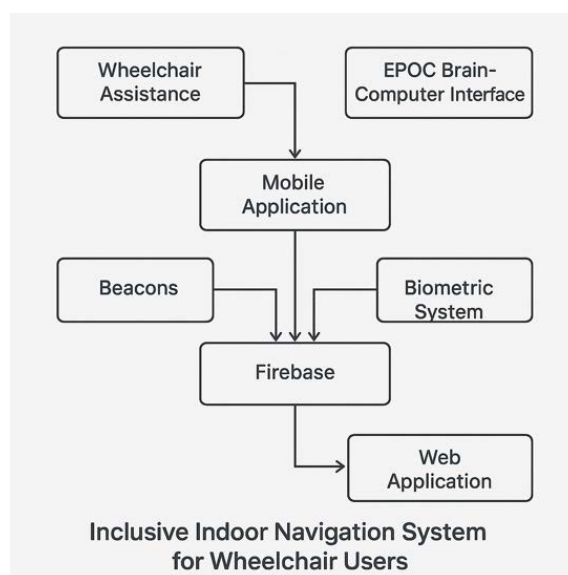 Wheelchair
Assistance
EPOC Brain-
Computer Interface
Mobile
Application
Beacons
Biometric
System
Firebase
Web
Application
Inclusive Indoor Navigation System
for Wheelchair Users